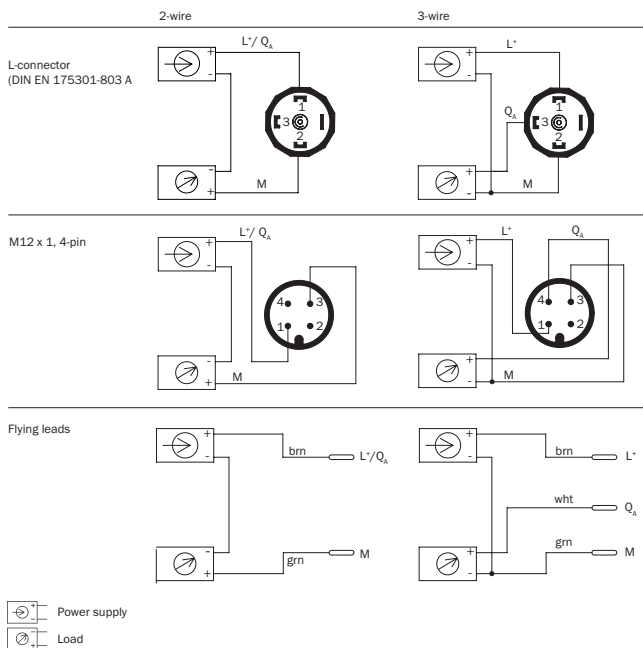 2-wire 3-wire
L-connector
(DIN EN 175301-803 A
+ L⁺/ Q_A
-
1
3
2
-
+ M
+ L⁺
-
1
Q_A 3
2
+
- M
M12 x 1, 4-pin
+ L⁺/ Q_A
-
4 3
1 2
-
+ M
L⁺ Q_A
+
-
4 3
1 2
+
- M
Flying leads
+ brn L⁺/Q_A
-
-
+ grn M
+ brn L⁺
-
wht Q_A
+ grn M
-
+
- Power supply
-
+ Load